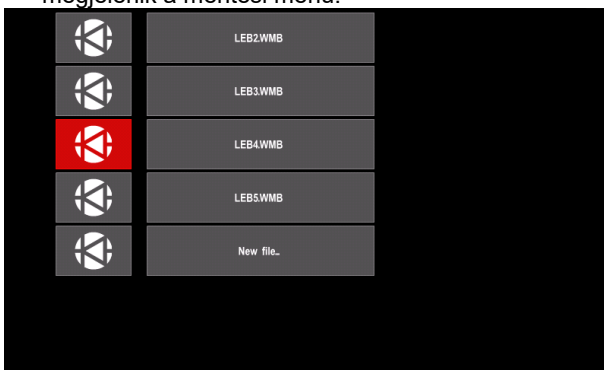 megjelenik a mentési menü.
LEB2.WMB
LEB3.WMB
LEB4.WMB
LEB5.WMB
New file...